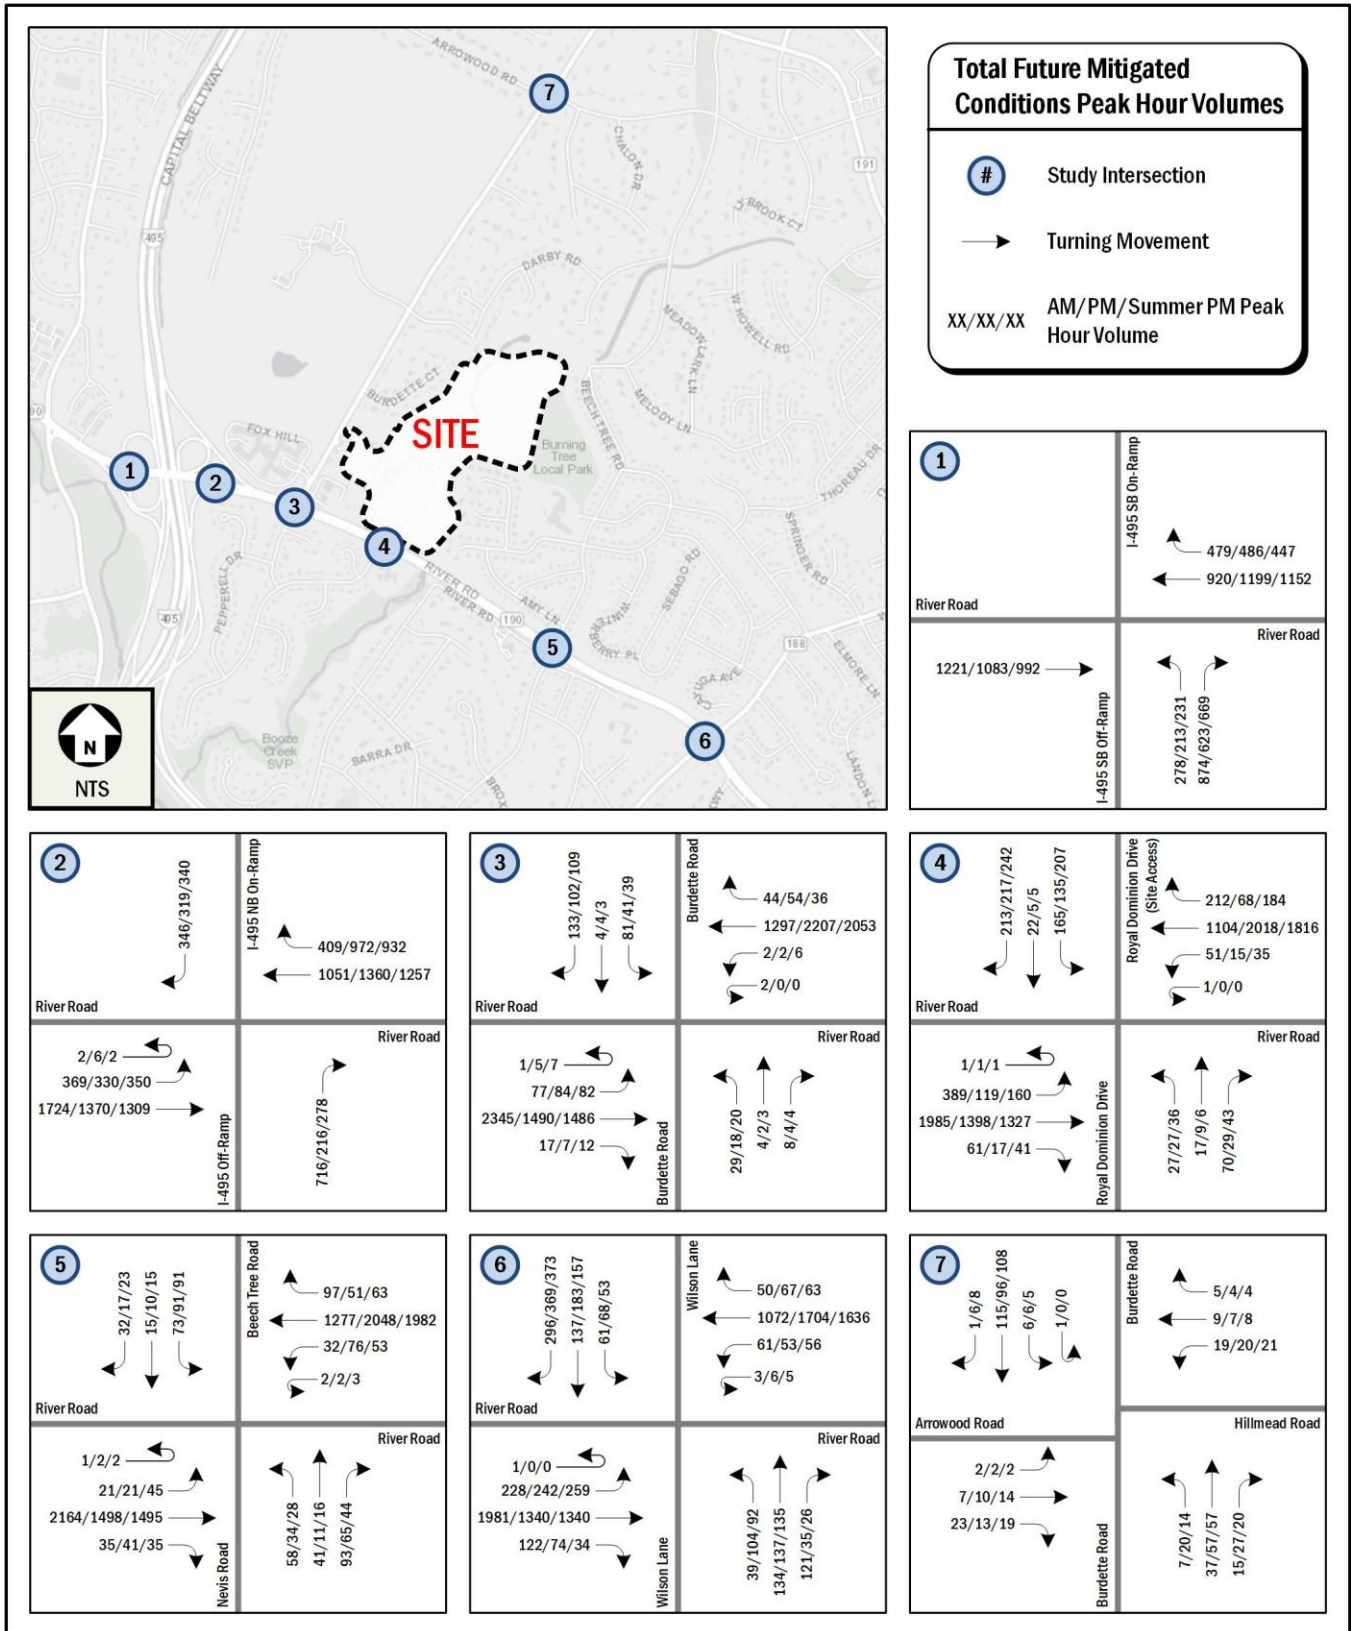 ARROWOOD RD
CAPITAL BELTWAY
CHALON DR
191
BROOK CT
495
DARBY RD
W HOWELL RD
MEADOWLARK LN
BURDETTE CT
BEECH TREE RD
MELODY LN
SITE
FOX HILL
Burning
Tree
Local Park
THOREAU DR
SPRINGER RD
PEPPERELL DR
RIVER RD
RIVER RD
SEBAGO RD
495
190
AMY LN
WINTER
BERRY PL
188
ELMORE LN
Booze
Creek
SVP
BARRA DR
LANDON L
1
2
3
4
5
6
7
N
NTS
Total Future Mitigated
Conditions Peak Hour Volumes
# Study Intersection
Turning Movement
XX/XX/XX AM/PM/Summer PM Peak
Hour Volume
1
I-495 SB On-Ramp
479/486/447
920/1199/1152
River Road
River Road
1221/1083/992
I-495 SB Off-Ramp
278/213/231
874/623/669
2
346/319/340
I-495 NB On-Ramp
409/972/932
1051/1360/1257
River Road
River Road
2/6/2
369/330/350
1724/1370/1309
I-495 Off-Ramp
716/216/278
3
133/102/109
4/4/3
81/41/39
Burdette Road
44/54/36
1297/2207/2053
2/2/6
2/0/0
River Road
River Road
1/5/7
77/84/82
2345/1490/1486
17/7/12
Burdette Road
29/18/20
4/2/3
8/4/4
4
213/217/242
22/5/5
165/135/207
Royal Dominion Drive
(Site Access)
212/68/184
1104/2018/1816
51/15/35
1/0/0
River Road
River Road
1/1/1
389/119/160
1985/1398/1327
61/17/41
Royal Dominion Drive
27/27/36
17/9/6
70/29/43
5
32/17/23
15/10/15
73/91/91
Beech Tree Road
97/51/63
1277/2048/1982
32/76/53
2/2/3
River Road
River Road
1/2/2
21/21/45
2164/1498/1495
35/41/35
Nevis Road
58/34/28
41/11/16
93/65/44
6
296/369/373
137/183/157
61/68/53
Wilson Lane
50/67/63
1072/1704/1636
61/53/56
3/6/5
River Road
River Road
1/0/0
228/242/259
1981/1340/1340
122/74/34
Wilson Lane
39/104/92
134/137/135
121/35/26
7
1/6/8
115/96/108
6/6/5
1/0/0
Burdette Road
5/4/4
9/7/8
19/20/21
Arrowood Road
Hillmead Road
2/2/2
7/10/14
23/13/19
Burdette Road
7/20/14
37/57/57
15/27/20